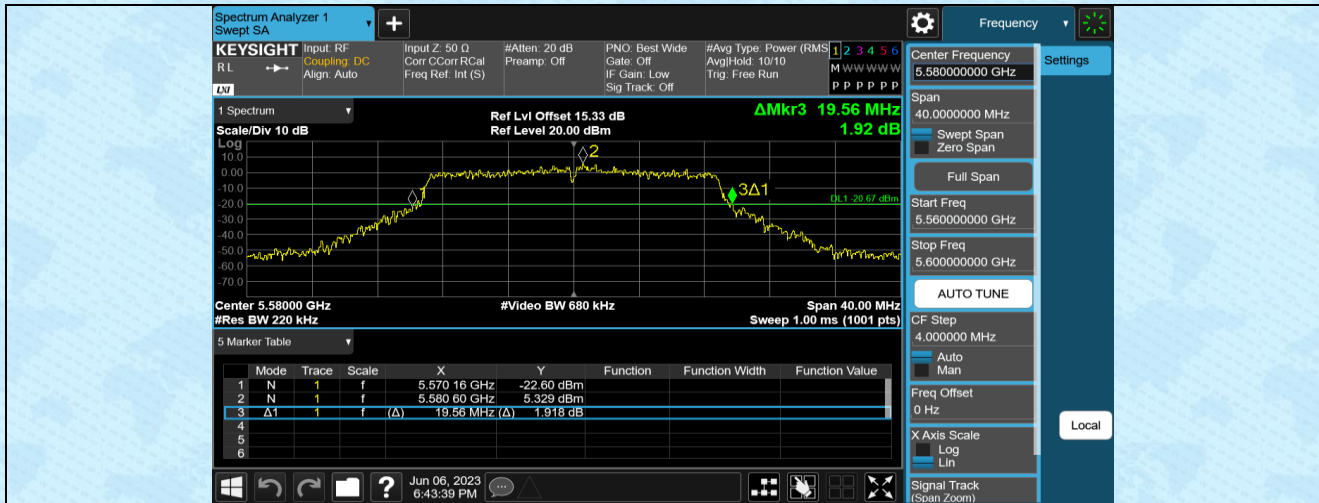 Spectrum Analyzer 1
Swept SA
+
Frequency
KEYSIGHT
R L
LXI
Input: RF
Coupling: DC
Align: Auto
Input Z: 50 Ω
Corr CCorr RCal
Freq Ref: Int (S)
#Atten: 20 dB
Preamp: Off
PNO: Best Wide
Gate: Off
IF Gain: Low
Sig Track: Off
#Avg Type: Power (RMS
Avg|Hold: 10/10
Trig: Free Run
1 2 3 4 5 6
M W W W W W
P P P P P P
1 Spectrum
Scale/Div 10 dB
Ref Lvl Offset 15.33 dB
Ref Level 20.00 dBm
ΔMkr3 19.56 MHz
1.92 dB
Log
10.0
0.00
-10.0
-20.0
-30.0
-40.0
-50.0
-60.0
-70.0
2
3Δ1
DL1 -20.67 dBm
Center 5.58000 GHz
#Video BW 680 kHz
Span 40.00 MHz
#Res BW 220 kHz
Sweep 1.00 ms (1001 pts)
5 Marker Table
Mode Trace Scale X Y Function Function Width Function Value
1 N 1 f 5.570 16 GHz -22.60 dBm
2 N 1 f 5.580 60 GHz 5.329 dBm
3 Δ1 1 f (Δ) 19.56 MHz (Δ) 1.918 dB
4
5
6
?
Jun 06, 2023
6:43:39 PM
Center Frequency
5.580000000 GHz
Settings
Span
40.0000000 MHz
Swept Span
Zero Span
Full Span
Start Freq
5.560000000 GHz
Stop Freq
5.600000000 GHz
AUTO TUNE
CF Step
4.000000 MHz
Auto
Man
Freq Offset
0 Hz
X Axis Scale
Log
Lin
Local
Signal Track
(Span Zoom)